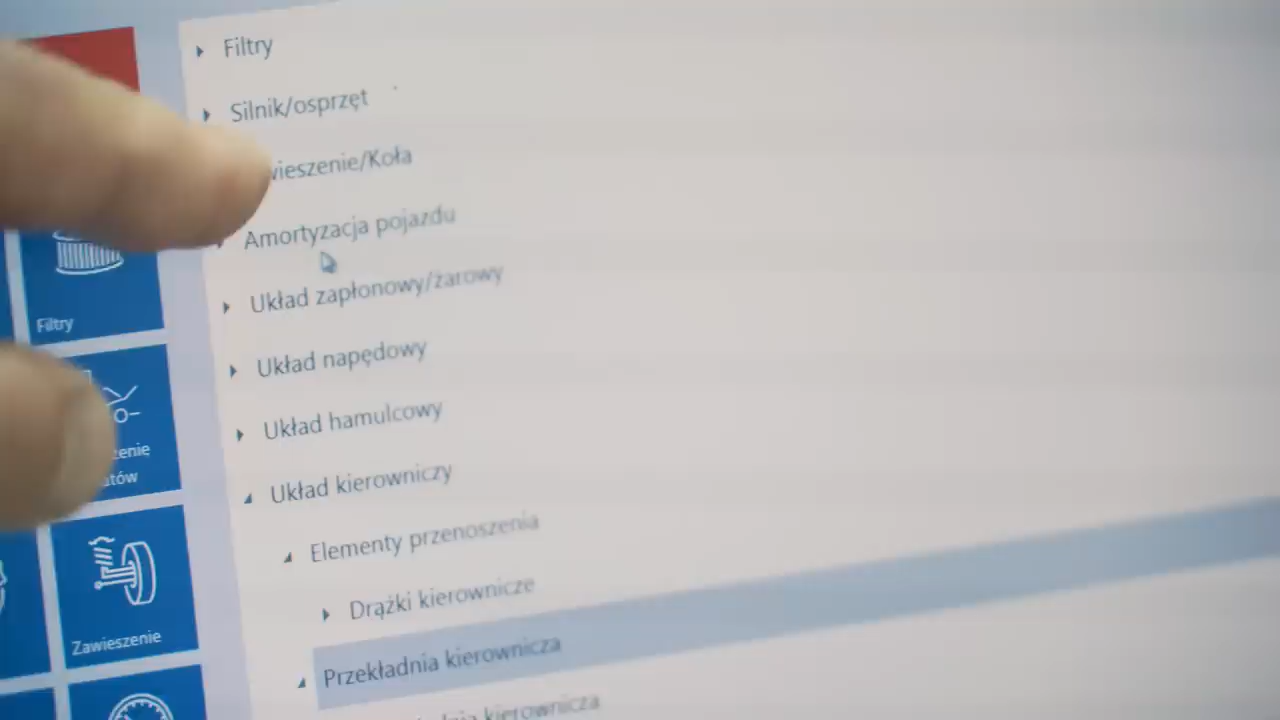 Filtry
Silnik/osprzęt
Amortyzacja pojazdu
Układ zapłonowy/żarowy
Układ napędowy
Układ hamulcowy
Układ kierowniczy
Elementy przenoszenia
Drążki kierownicze
Przekładnia kierownicza
kierownicza
Filtry
Zawieszenie